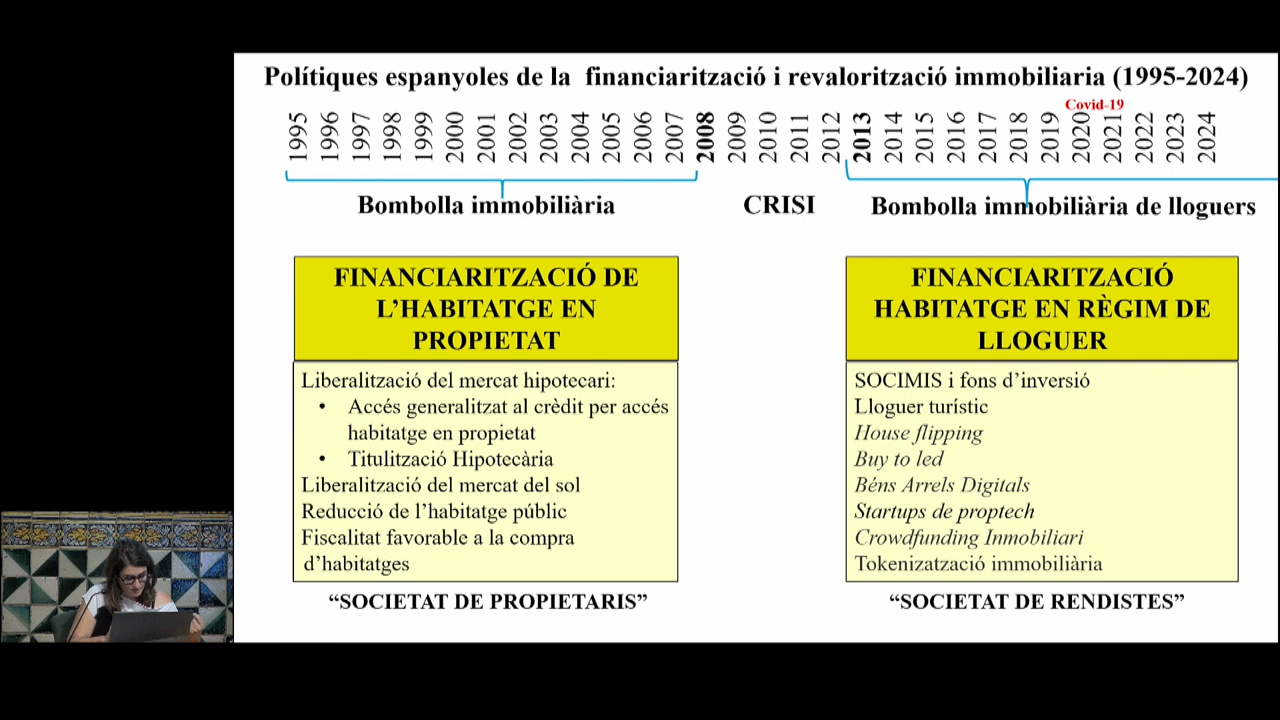 Polítiques espanyoles de la financiarització i revalorització immobiliaria (1995-2024)
Covid-19
1995 1996 1997 1998 1999 2000 2001 2002 2003 2004 2005 2006 2007 2008 2009 2010 2011 2012 2013 2014 2015 2016 2017 2018 2019 2020 2021 2022 2023 2024
Bombolla immobiliària
CRISI
Bombolla immobiliària de lloguers
FINANCIARITZACIÓ DE
L’HABITATGE EN
PROPIETAT
Liberalització del mercat hipotecari:
• Accés generalitzat al crèdit per accés
habitatge en propietat
• Titulització Hipotecària
Liberalització del mercat del sol
Reducció de l’habitatge públic
Fiscalitat favorable a la compra
d’habitatges
“SOCIETAT DE PROPIETARIS”
FINANCIARITZACIÓ
HABITATGE EN RÈGIM DE
LLOGUER
SOCIMIS i fons d’inversió
Lloguer turístic
House flipping
Buy to led
Béns Arrels Digitals
Startups de proptech
Crowdfunding Inmobiliari
Tokenizatzació immobiliària
“SOCIETAT DE RENDISTES”